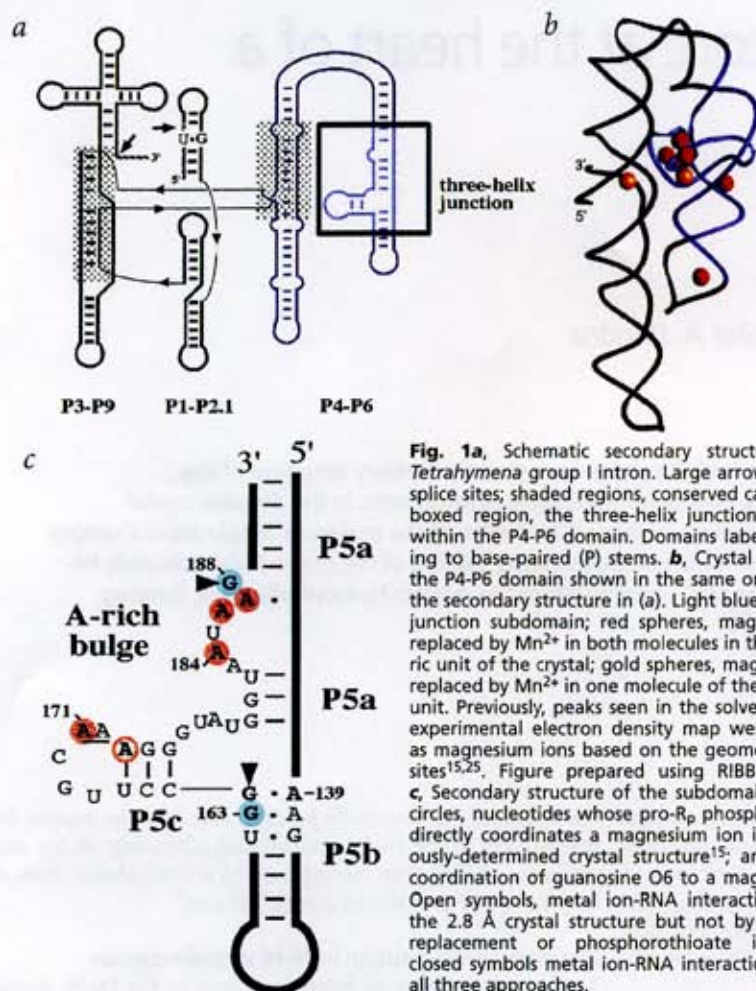 the heart of a
a
b
U•G
3'
5'
three-helix
junction
3'
5'
P3-P9 P1-P2.1 P4-P6
c
3' 5'
P5a
188
G
A
A
A-rich
bulge
U
A
184
A
U
G
G
P5a
171
A
A
G
G
G
U
A
U
G
C
G
U
U
C
C
P5c
G
A
139
163
G
A
U
G
P5b
Fig. 1a, Schematic secondary struct
Tetrahymena group I intron. Large arrow
splice sites; shaded regions, conserved ca
boxed region, the three-helix junction
within the P4-P6 domain. Domains labe
ing to base-paired (P) stems. b, Crystal
the P4-P6 domain shown in the same or
the secondary structure in (a). Light blue
junction subdomain; red spheres, mag
replaced by Mn2+ in both molecules in th
ric unit of the crystal; gold spheres, mag
replaced by Mn2+ in one molecule of the
unit. Previously, peaks seen in the solve
experimental electron density map we
as magnesium ions based on the geome
sites15,25. Figure prepared using RIBB
c, Secondary structure of the subdomai
circles, nucleotides whose pro-Rp phosp
directly coordinates a magnesium ion i
ously-determined crystal structure15; ar
coordination of guanosine O6 to a mag
Open symbols, metal ion-RNA interacti
the 2.8 Å crystal structure but not by
replacement or phosphorothioate i
closed symbols metal ion-RNA interactio
all three approaches.